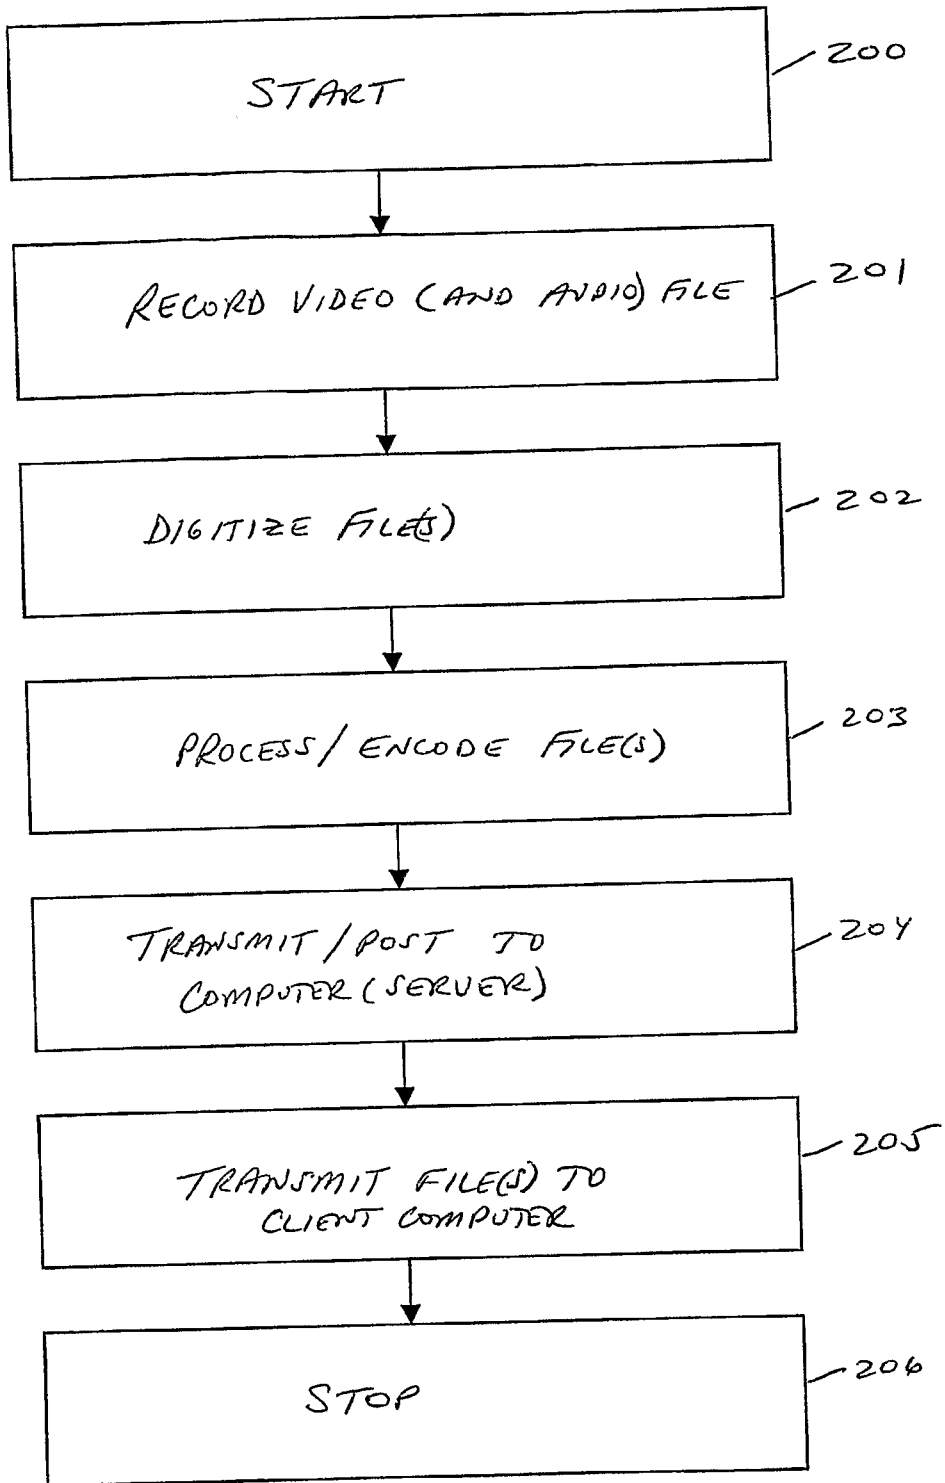 START
200
RECORD VIDEO (AND AUDIO) FILE
201
DIGITIZE FILE(S)
202
PROCESS / ENCODE FILE(S)
203
TRANSMIT / POST TO
COMPUTER (SERVER)
204
TRANSMIT FILE(S) TO
CLIENT COMPUTER
205
STOP
206